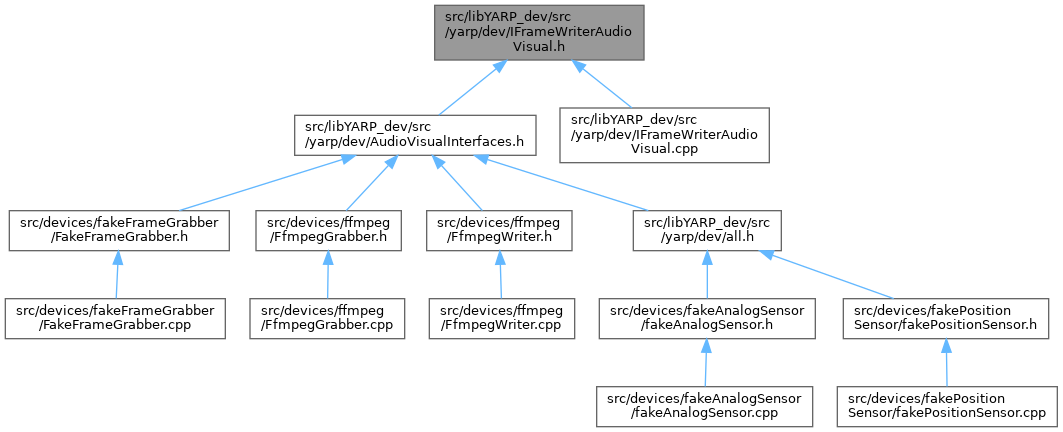 src/libYARP_dev/src
/yarp/dev/IFrameWriterAudio
Visual.h
src/libYARP_dev/src
/yarp/dev/AudioVisualInterfaces.h
src/libYARP_dev/src
/yarp/dev/IFrameWriterAudio
Visual.cpp
src/devices/fakeFrameGrabber
/FakeFrameGrabber.h
src/devices/ffmpeg
/FfmpegGrabber.h
src/devices/ffmpeg
/FfmpegWriter.h
src/libYARP_dev/src
/yarp/dev/all.h
src/devices/fakeFrameGrabber
/FakeFrameGrabber.cpp
src/devices/ffmpeg
/FfmpegGrabber.cpp
src/devices/ffmpeg
/FfmpegWriter.cpp
src/devices/fakeAnalogSensor
/fakeAnalogSensor.h
src/devices/fakePosition
Sensor/fakePositionSensor.h
src/devices/fakeAnalogSensor
/fakeAnalogSensor.cpp
src/devices/fakePosition
Sensor/fakePositionSensor.cpp